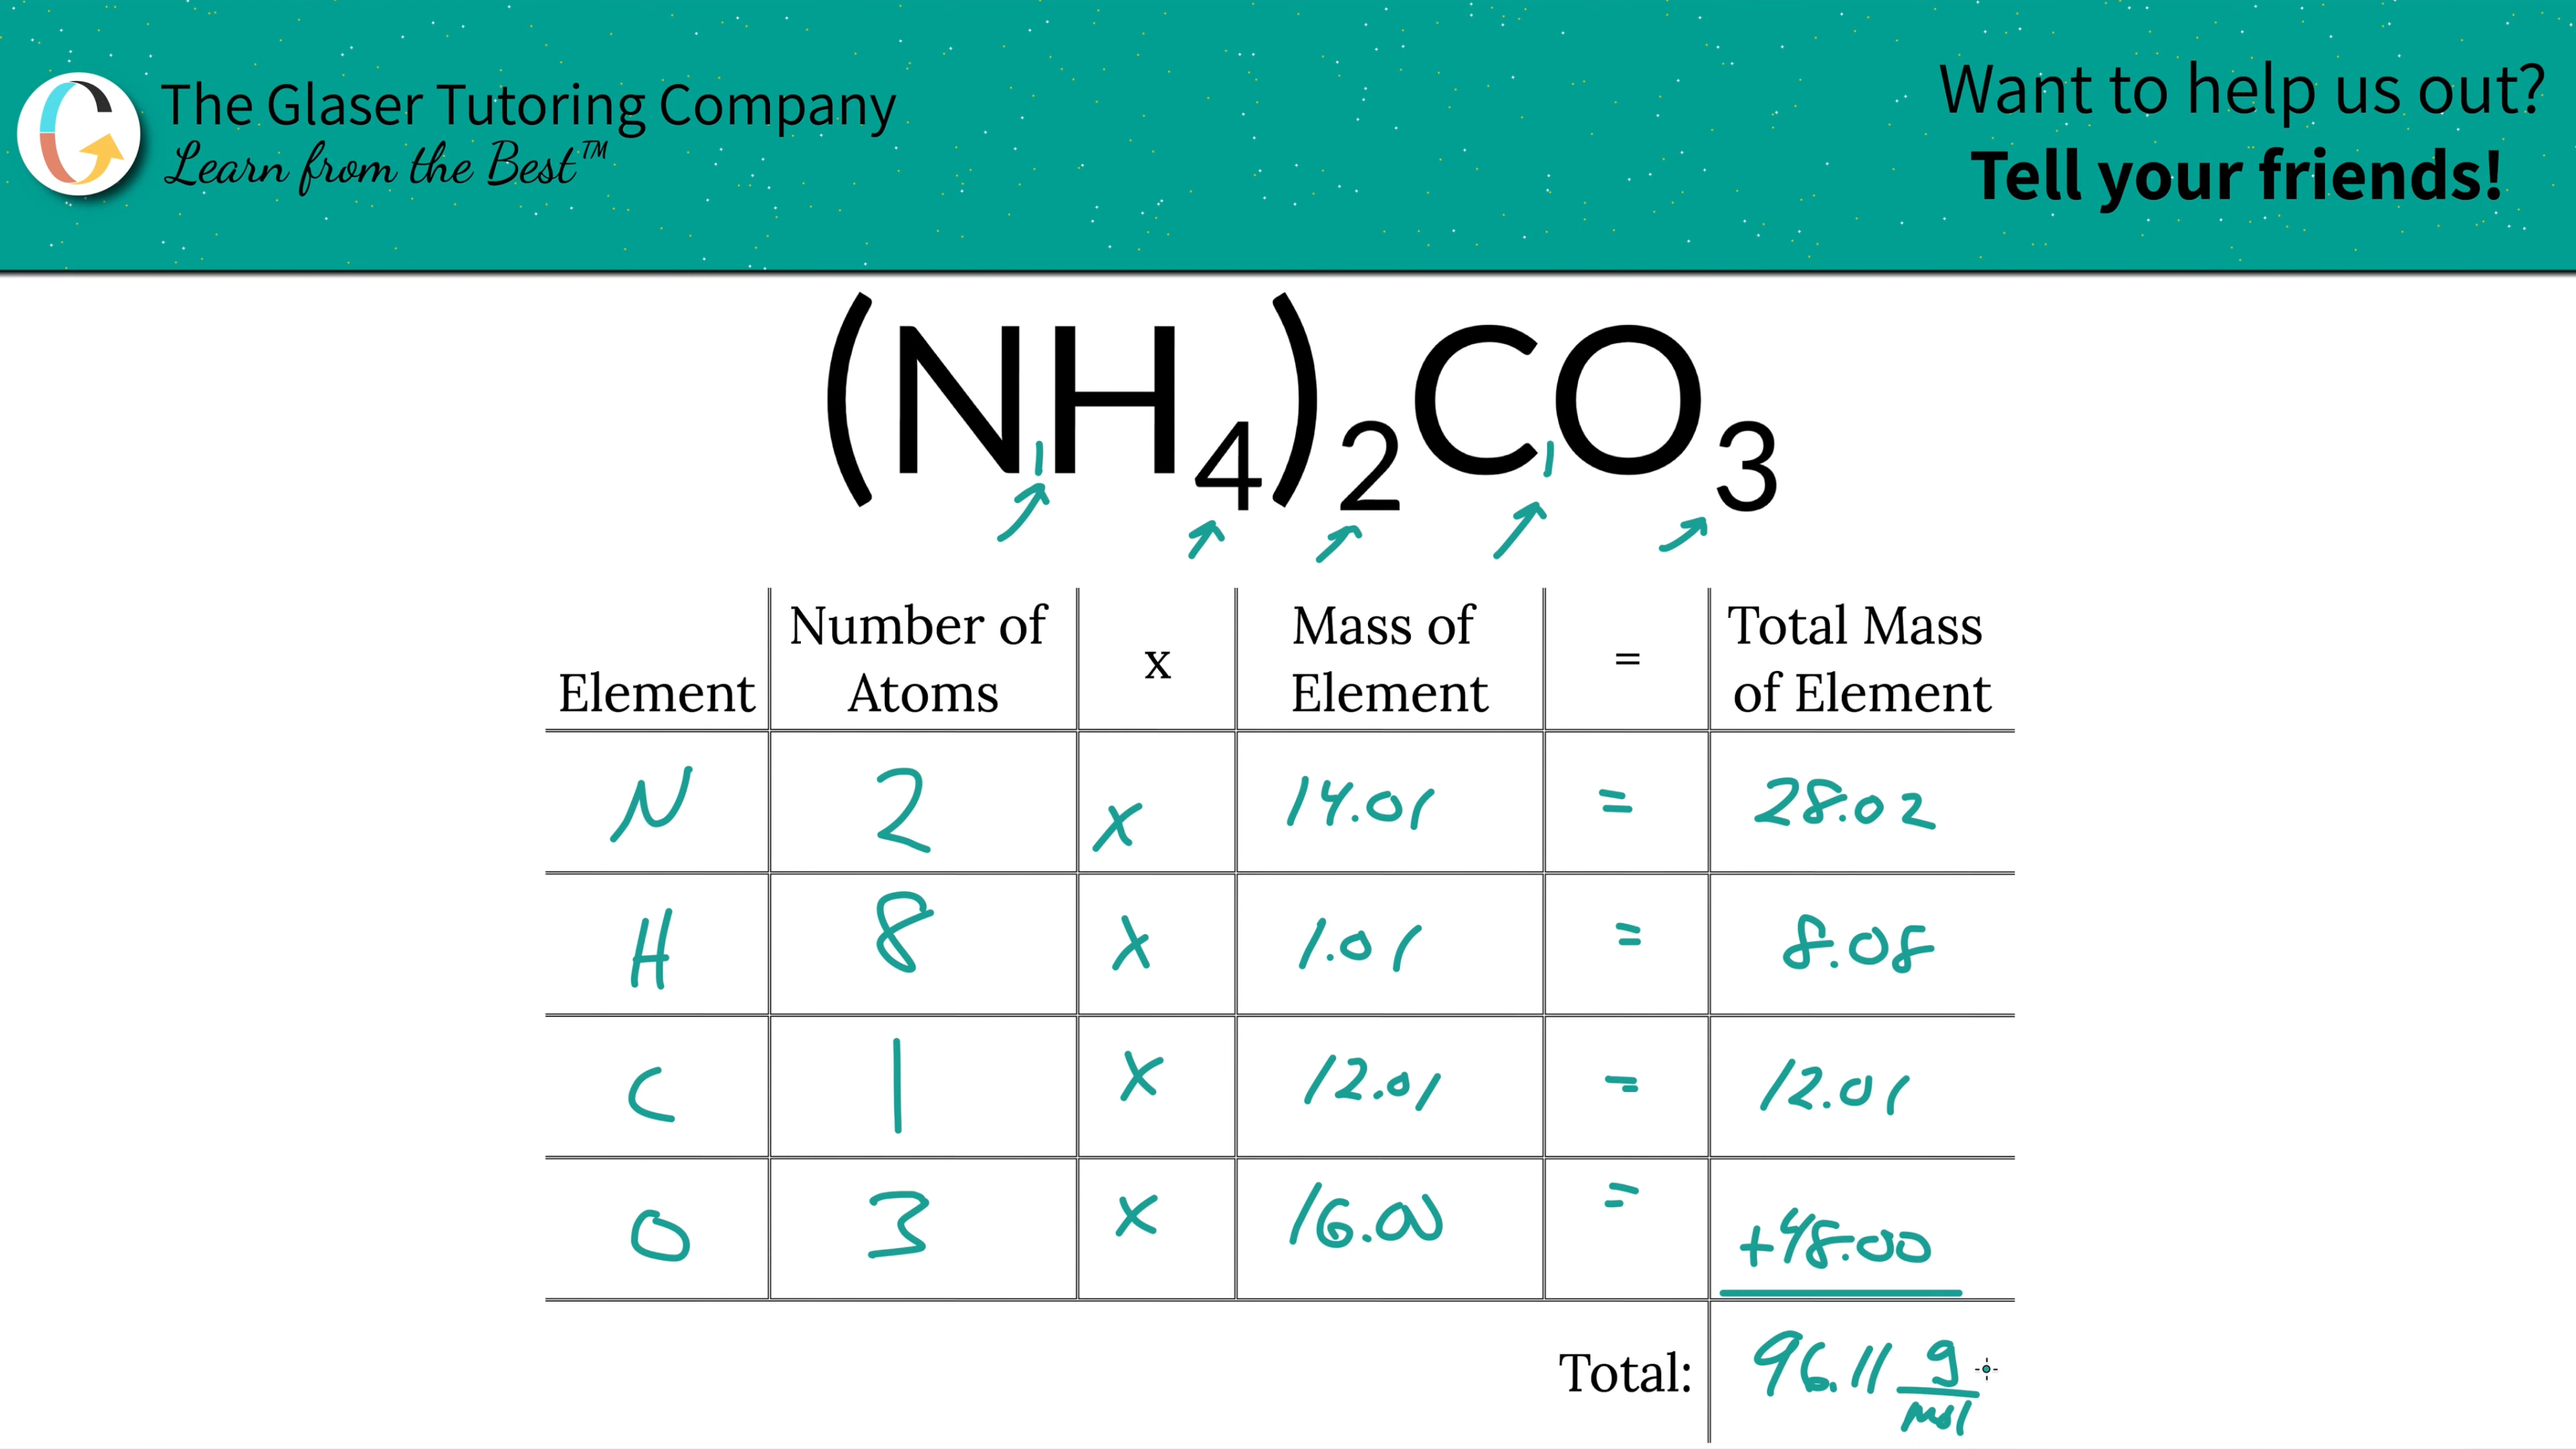 The Glaser Tutoring Company
Learn from the Best™
Want to help us out?
Tell your friends!
(NH₄)₂CO₃
1 1
Element Number of Atoms x Mass of Element = Total Mass of Element
N 2 x 14.01 = 28.02
H 8 x 1.01 = 8.08
C 1 x 12.01 = 12.01
O 3 x 16.00 = +48.00
Total: 96.11 g/mol